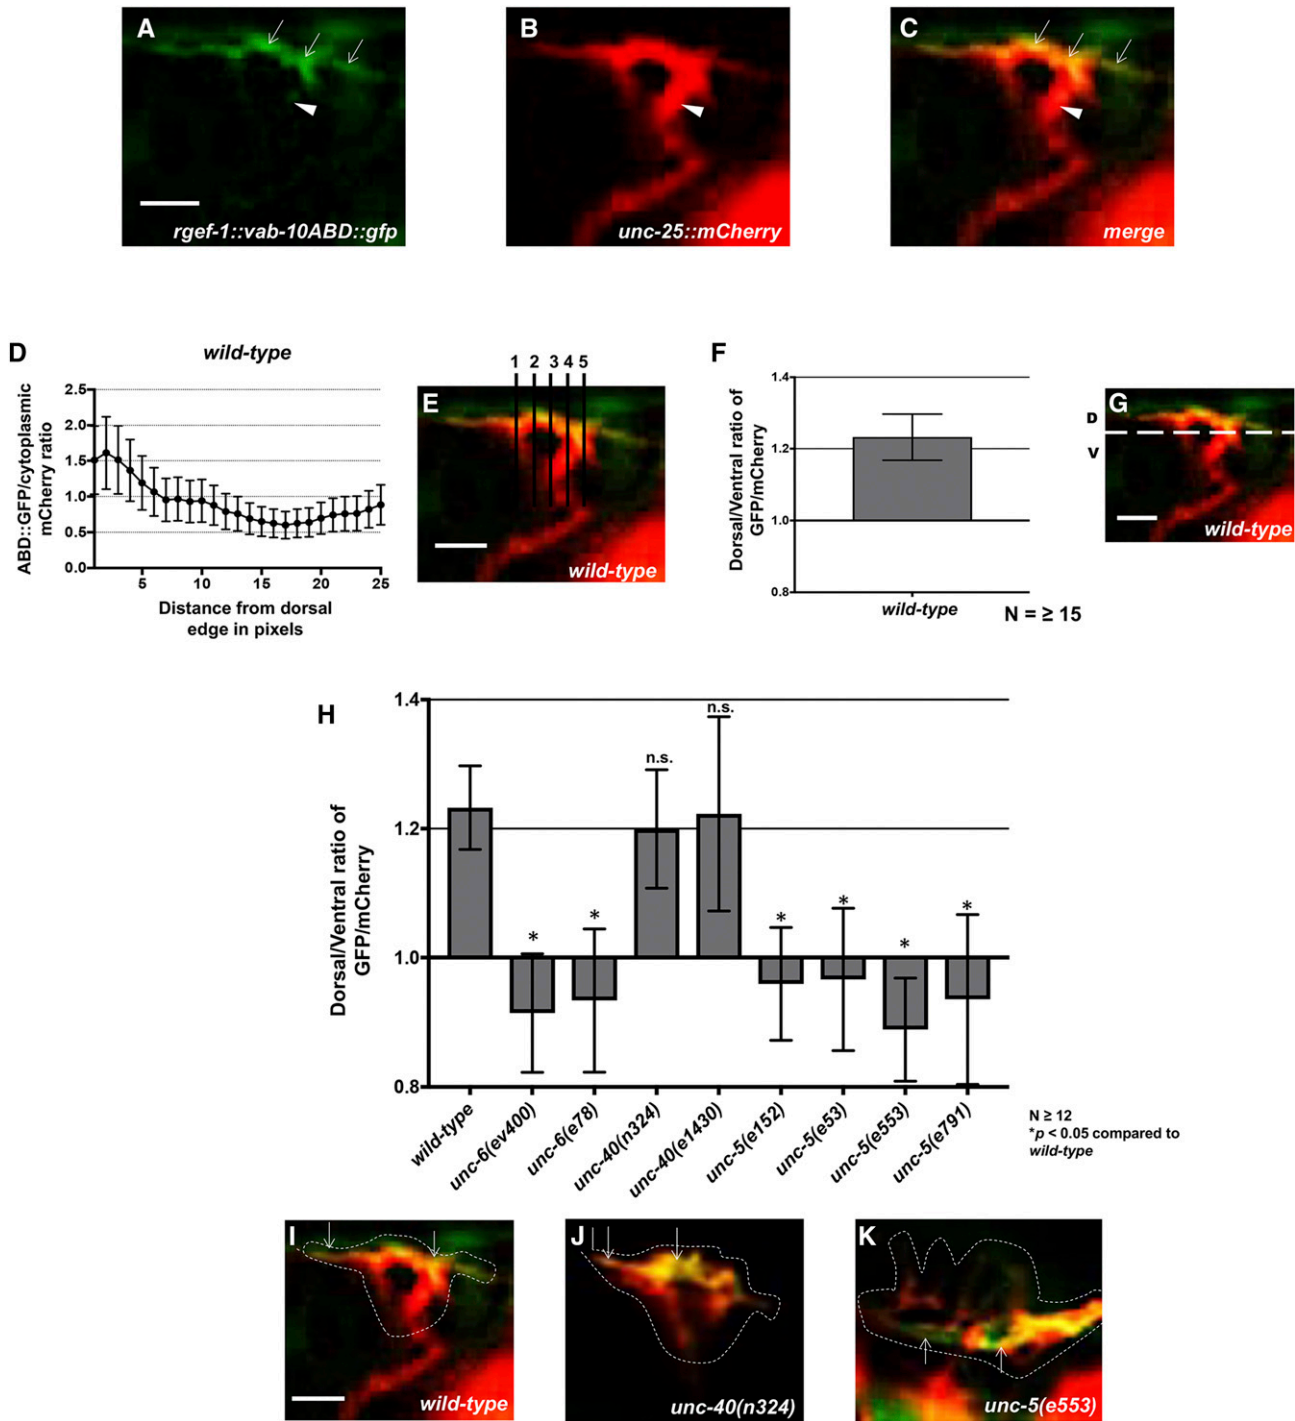 A
rgef-1::vab-10ABD::gfp
B
unc-25::mCherry
C
merge
D
wild-type
ABD::GFP/cytoplasmic
mCherry ratio
2.5
2.0
1.5
1.0
0.5
0.0
5
10
15
20
25
Distance from dorsal
edge in pixels
1 2 3 4 5
E
wild-type
F
Dorsal/Ventral ratio of
GFP/mCherry
1.4
1.2
1.0
0.8
wild-type
N = ≥ 15
G
D
V
wild-type
H
Dorsal/Ventral ratio of
GFP/mCherry
1.4
1.2
1.0
0.8
*
*
n.s.
n.s.
*
*
*
*
wild-type
unc-6(ev400)
unc-6(e78)
unc-40(n324)
unc-40(e1430)
unc-5(e152)
unc-5(e53)
unc-5(e553)
unc-5(e791)
N ≥ 12
*p < 0.05 compared to
wild-type
I
wild-type
J
unc-40(n324)
K
unc-5(e553)